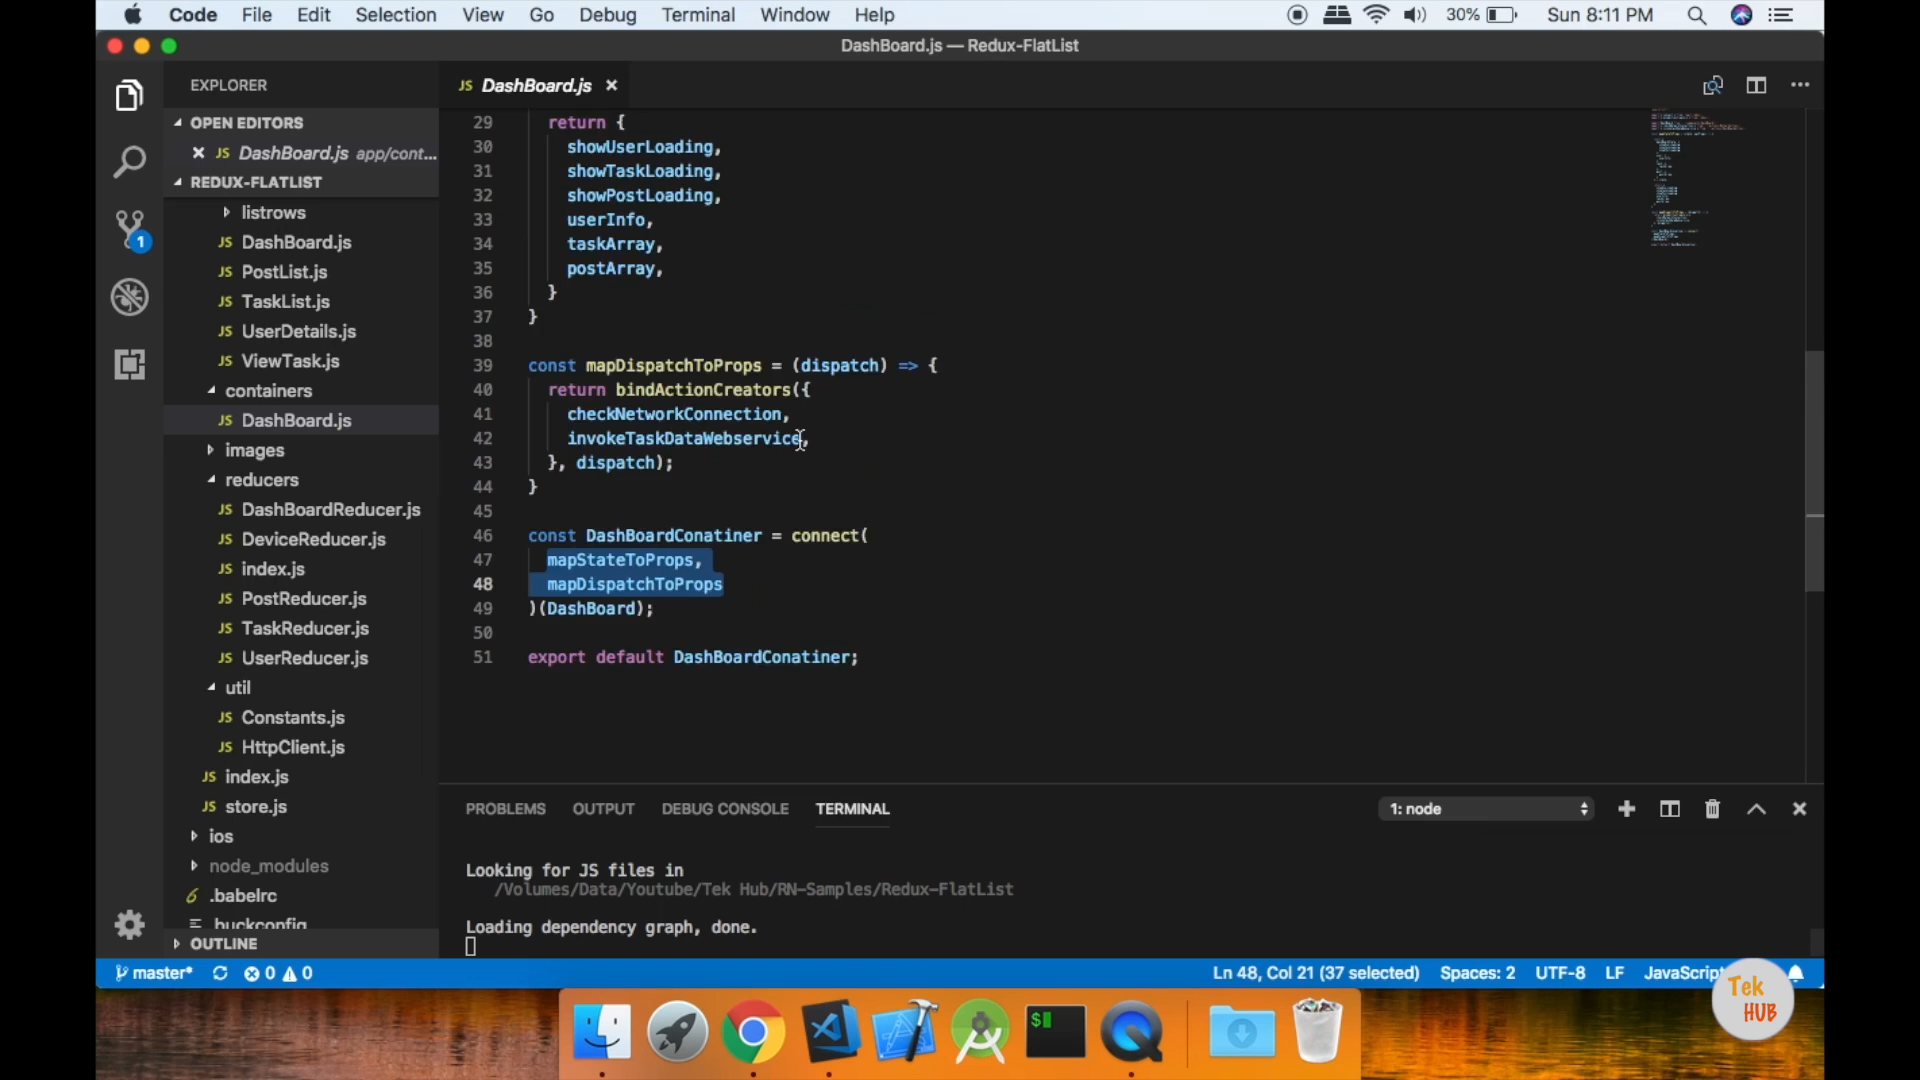 Code File Edit Selection View Go Debug Terminal Window Help 30% Sun 8:11 PM
DashBoard.js — Redux-FlatList
EXPLORER
OPEN EDITORS
DashBoard.js app/cont...
REDUX-FLATLIST
listrows
JS DashBoard.js
JS PostList.js
JS TaskList.js
JS UserDetails.js
JS ViewTask.js
containers
JS DashBoard.js
images
reducers
JS DashBoardReducer.js
JS DeviceReducer.js
JS index.js
JS PostReducer.js
JS TaskReducer.js
JS UserReducer.js
util
JS Constants.js
JS HttpClient.js
JS index.js
JS store.js
ios
node_modules
.babelrc
.buckconfig
OUTLINE
1
JS DashBoard.js
29 return {
30 showUserLoading,
31 showTaskLoading,
32 showPostLoading,
33 userInfo,
34 taskArray,
35 postArray,
36 }
37 }
38
39 const mapDispatchToProps = (dispatch) => {
40 return bindActionCreators({
41 checkNetworkConnection,
42 invokeTaskDataWebservice,
43 }, dispatch);
44 }
45
46 const DashBoardConatiner = connect(
47 mapStateToProps,
48 mapDispatchToProps
49 )(DashBoard);
50
51 export default DashBoardConatiner;
PROBLEMS OUTPUT DEBUG CONSOLE TERMINAL 1: node
Looking for JS files in
/Volumes/Data/Youtube/Tek Hub/RN-Samples/Redux-FlatList
Loading dependency graph, done.
master* 0 0 Ln 48, Col 21 (37 selected) Spaces: 2 UTF-8 LF JavaScript
Tek
HUB